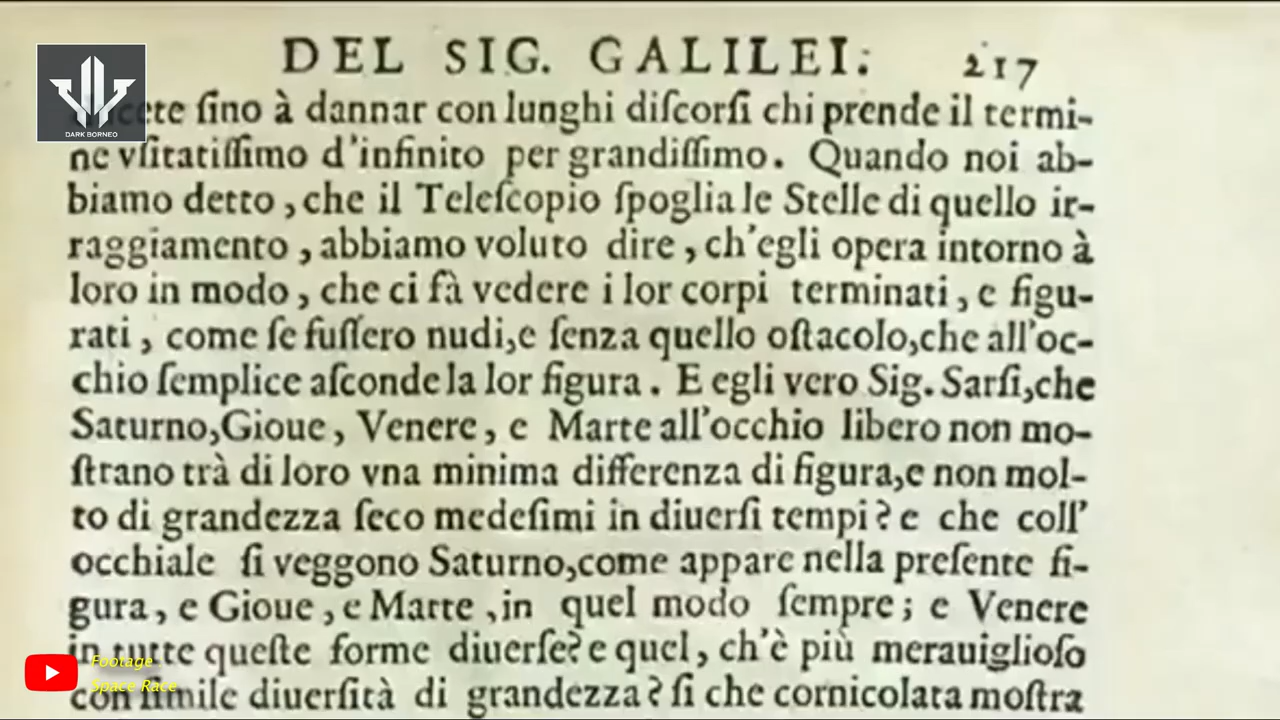 DEL SIG. GALILEI. 217
DARK BORNEO
ſino à dannar con lunghi diſcorſi chi prende il termi-
ne vſitatiſſimo d'infinito per grandiſſimo. Quando noi ab-
biamo detto, che il Teleſcopio ſpoglia le Stelle di quello ir-
raggiamento, abbiamo voluto dire, ch'egli opera intorno à
loro in modo, che ci fà vedere i lor corpi terminati, e figu-
rati, come ſe fuſſero nudi, e ſenza quello oſtacolo, che all'oc-
chio ſemplice aſconde la lor figura. E egli vero Sig. Sarſi, che
Saturno, Gioue, Venere, e Marte all'occhio libero non mo-
ſtrano trà di loro vna minima differenza di figura, e non mol-
to di grandezza ſeco medeſimi in diuerſi tempi? e che coll'
occhiale ſi veggono Saturno, come appare nella preſente fi-
gura, e Gioue, e Marte, in quel modo ſempre; e Venere
in tutte queſte forme diuerſe? e quel, ch'è più merauiglioſo
con ſimile diuerſità di grandezza? ſi che cornicolata moſtra
Footage
Space Race